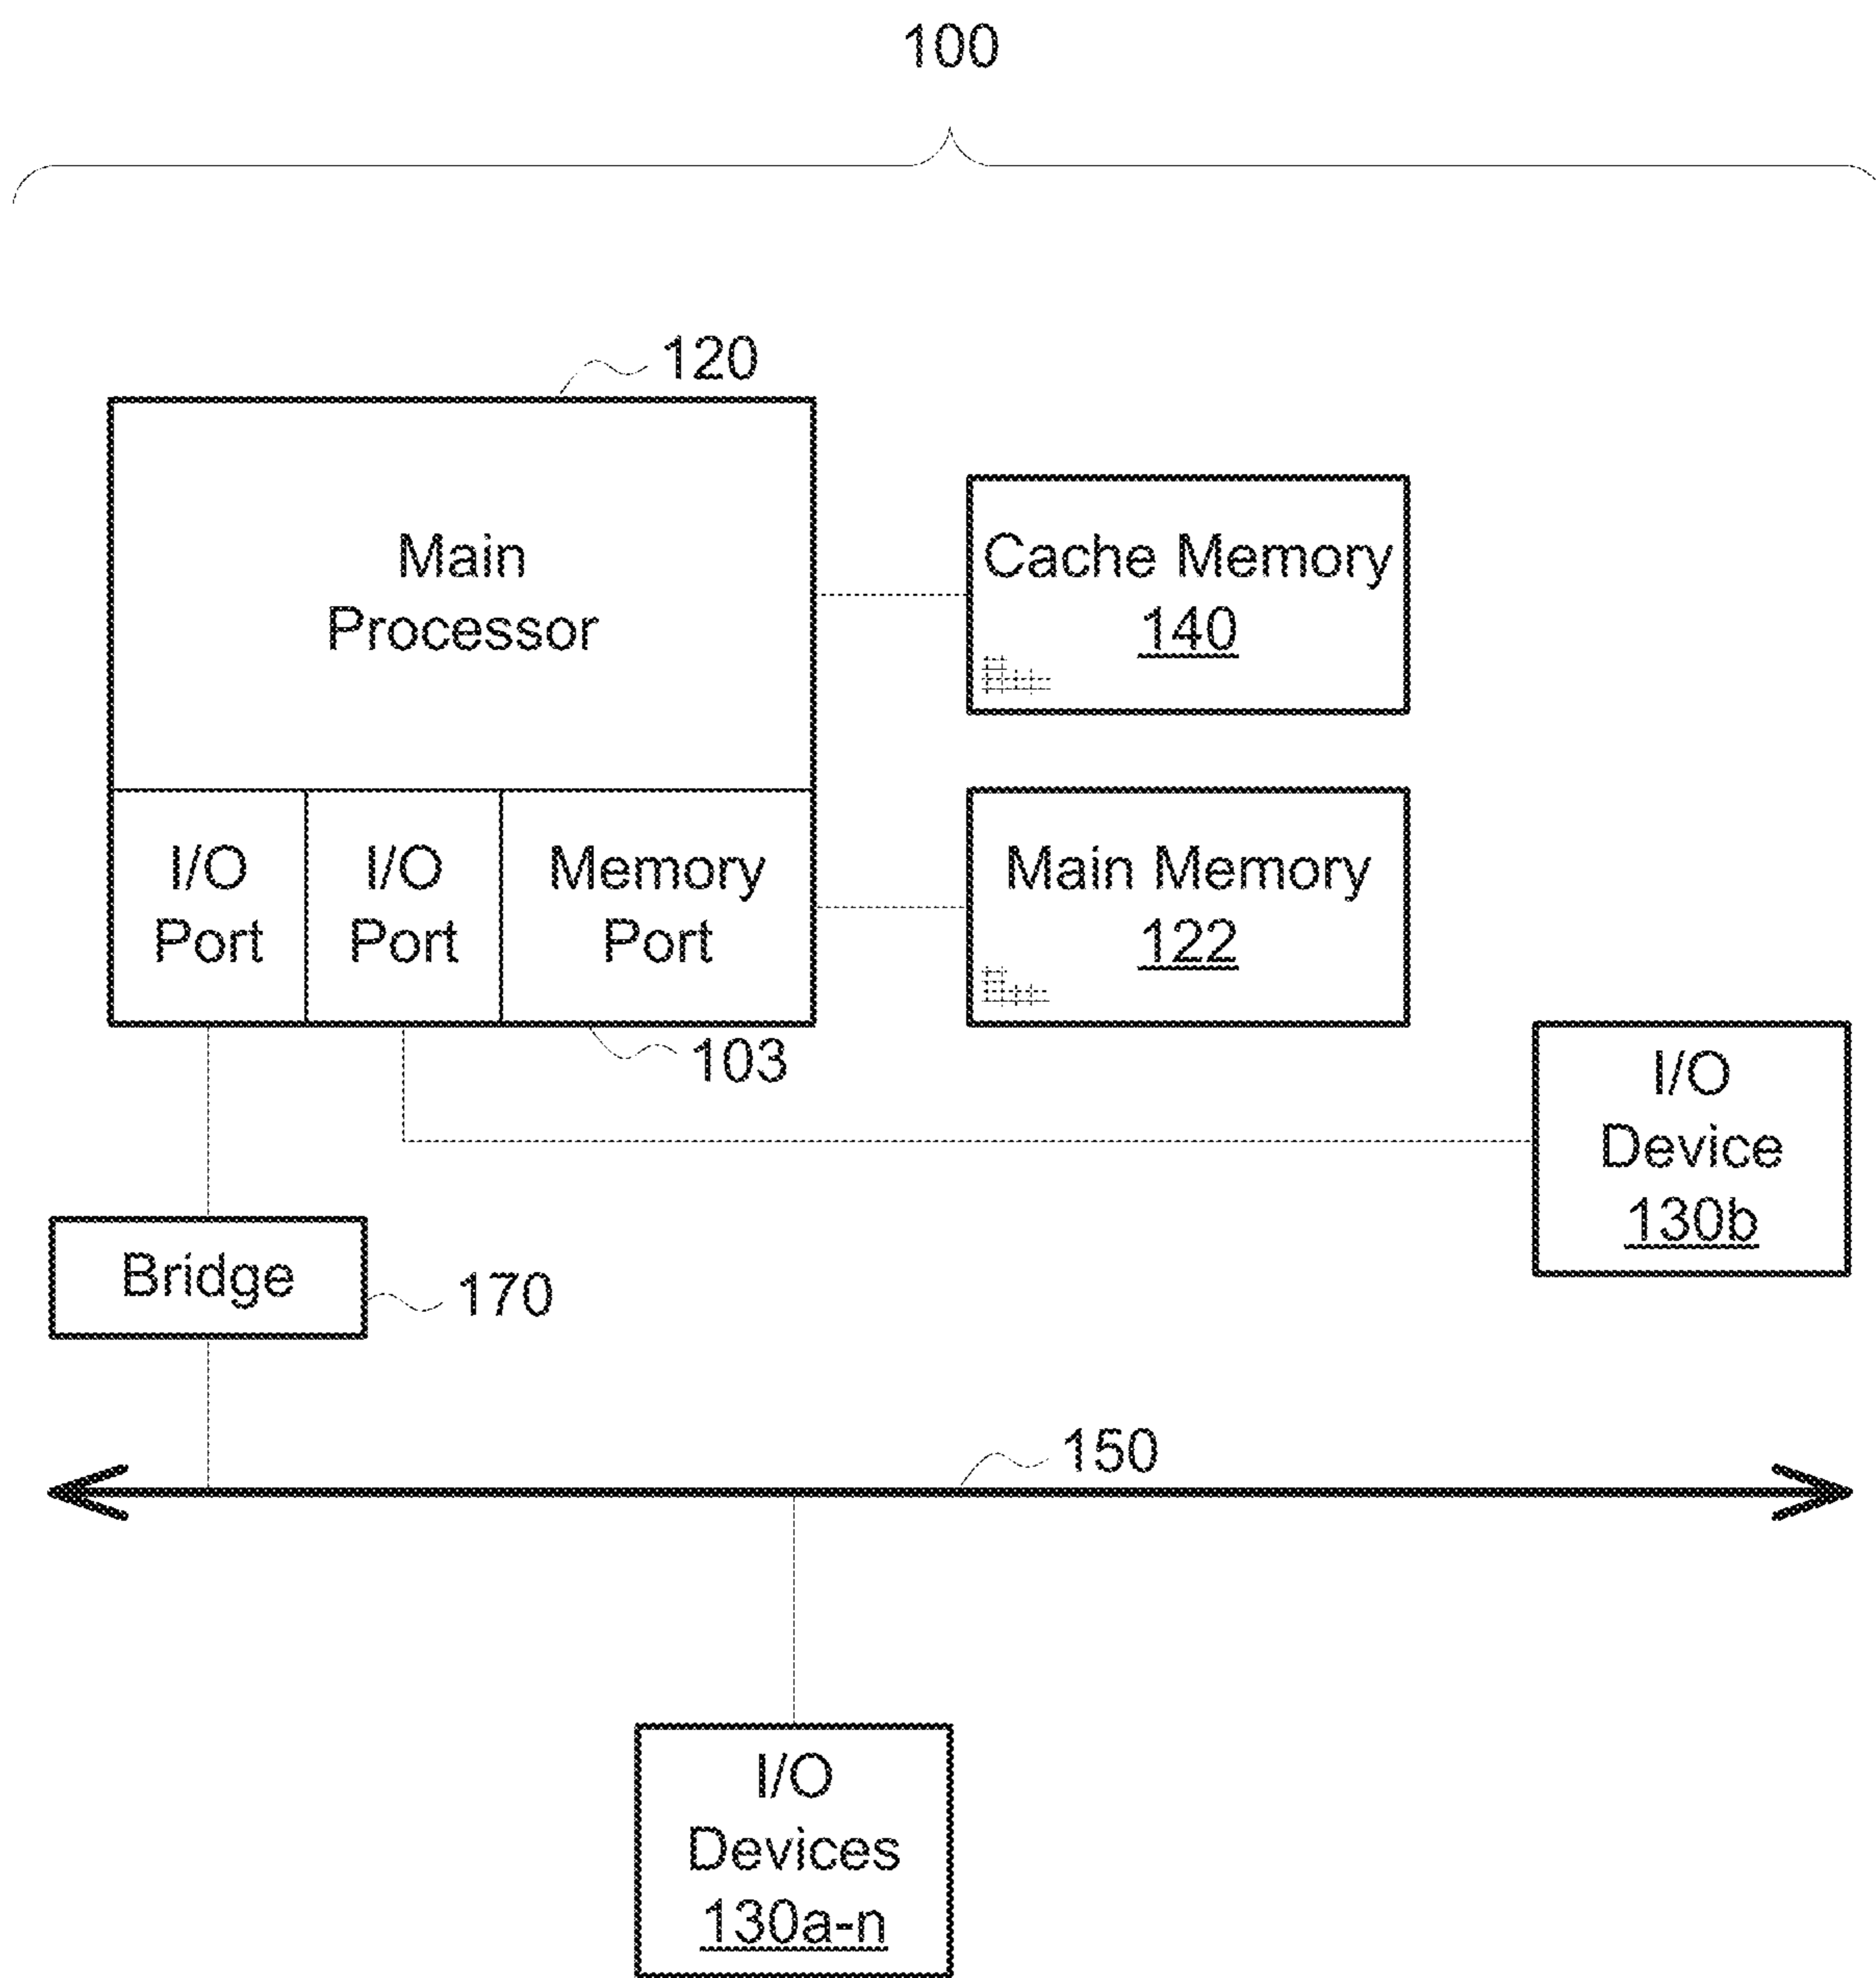 100
120
Main
Processor
Cache Memory
140
I/O
Port
I/O
Port
Memory
Port
Main Memory
122
103
I/O
Device
130b
Bridge
170
150
I/O
Devices
130a-n